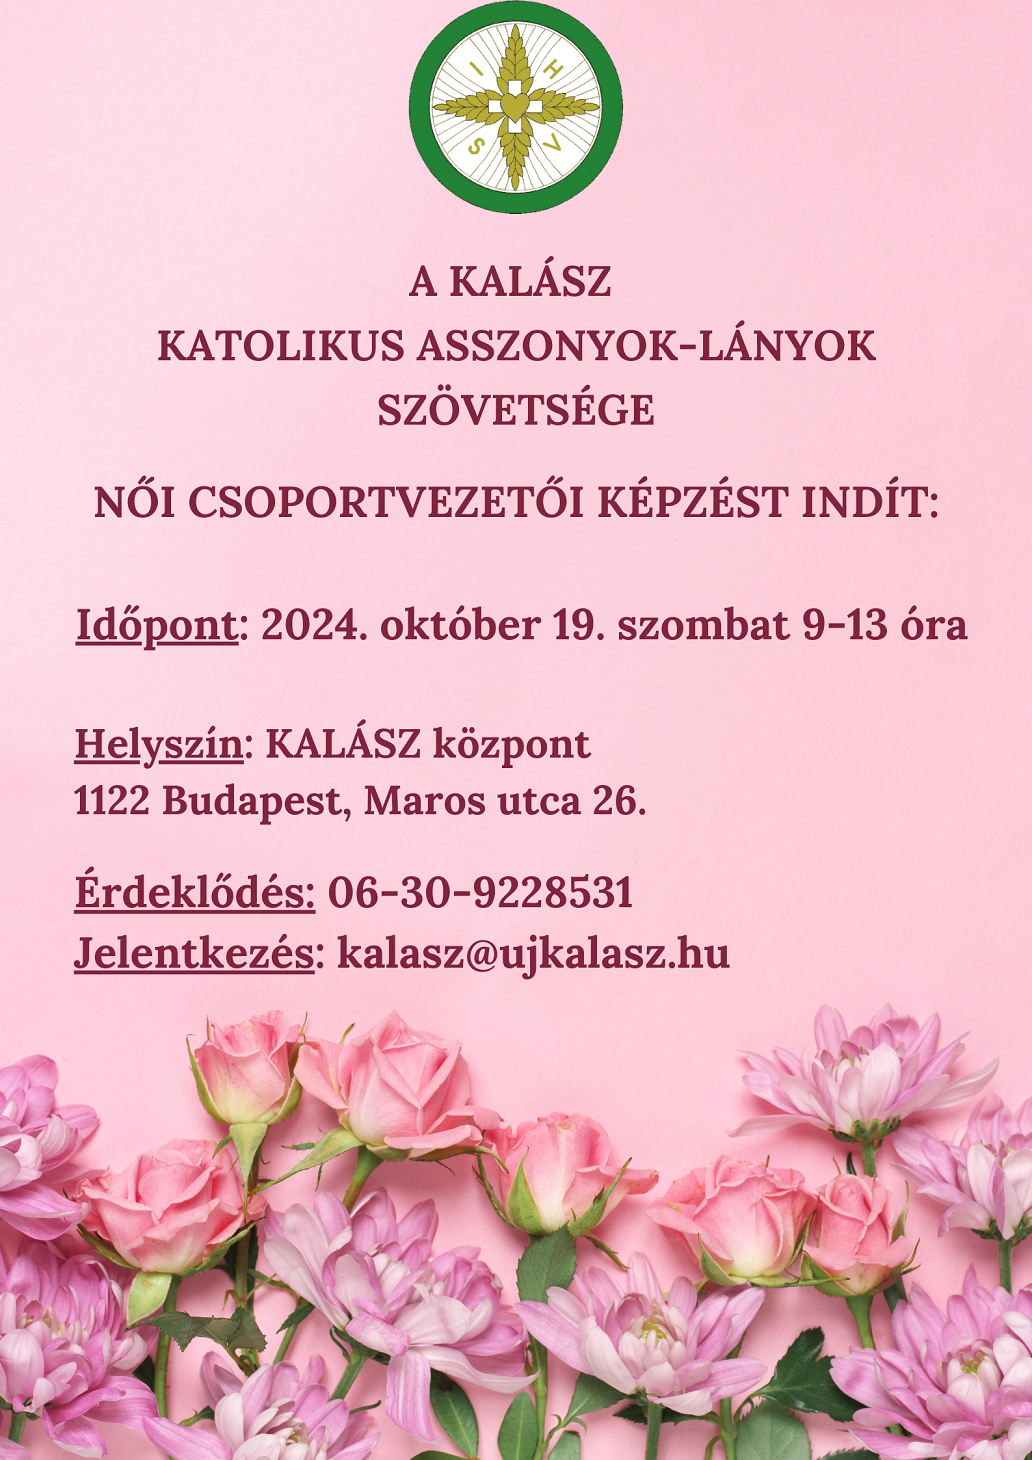 I H
S V
A KALÁSZ
KATOLIKUS ASSZONYOK-LÁNYOK
SZÖVETSÉGE
NŐI CSOPORTVEZETŐI KÉPZÉST INDÍT:
Időpont: 2024. október 19. szombat 9-13 óra
Helyszín: KALÁSZ központ
1122 Budapest, Maros utca 26.
Érdeklődés: 06-30-9228531
Jelentkezés: kalasz@ujkalasz.hu